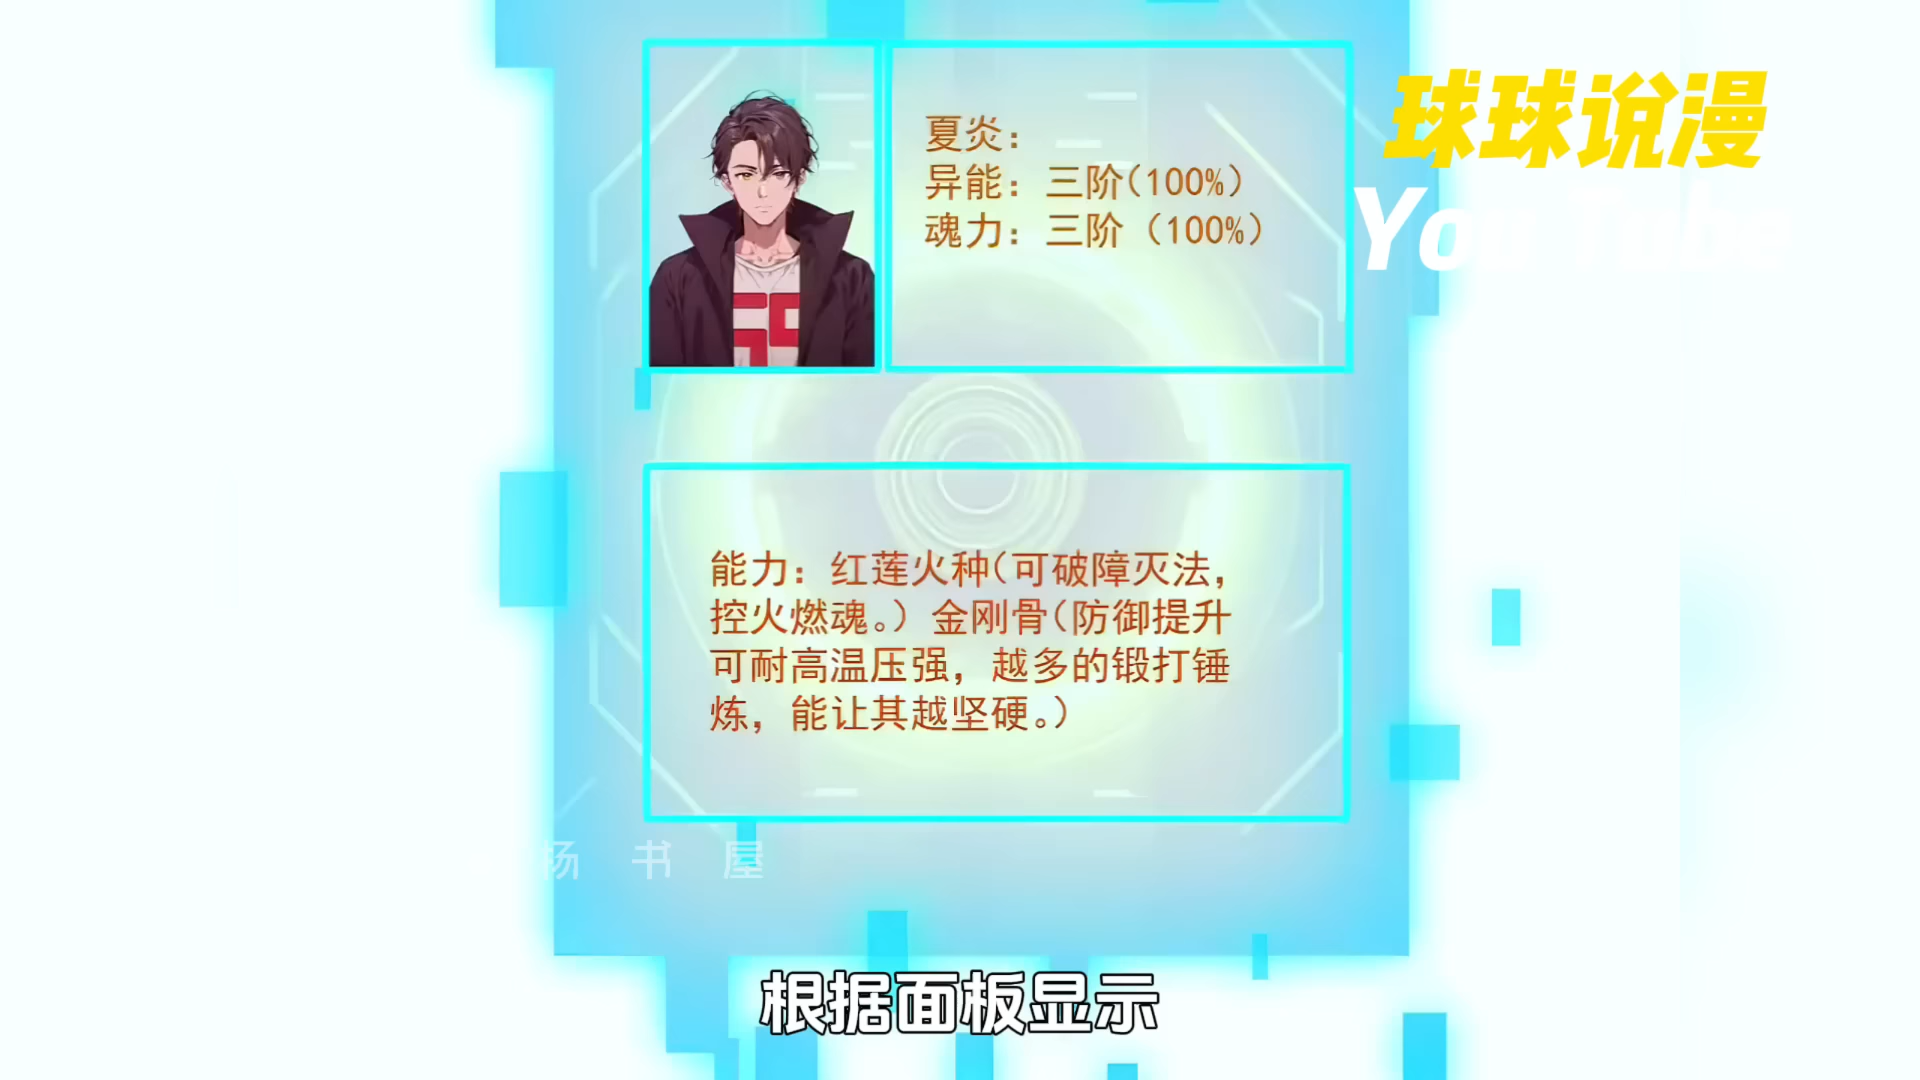 球球说漫
YouTube
夏炎：
异能：三阶（100%）
魂力：三阶（100%）
能力：红莲火种（可破障灭法，
控火燃魂。）金刚骨（防御提升
可耐高温压强，越多的锻打锤
炼，能让其越坚硬。）
扬书屋
根据面板显示